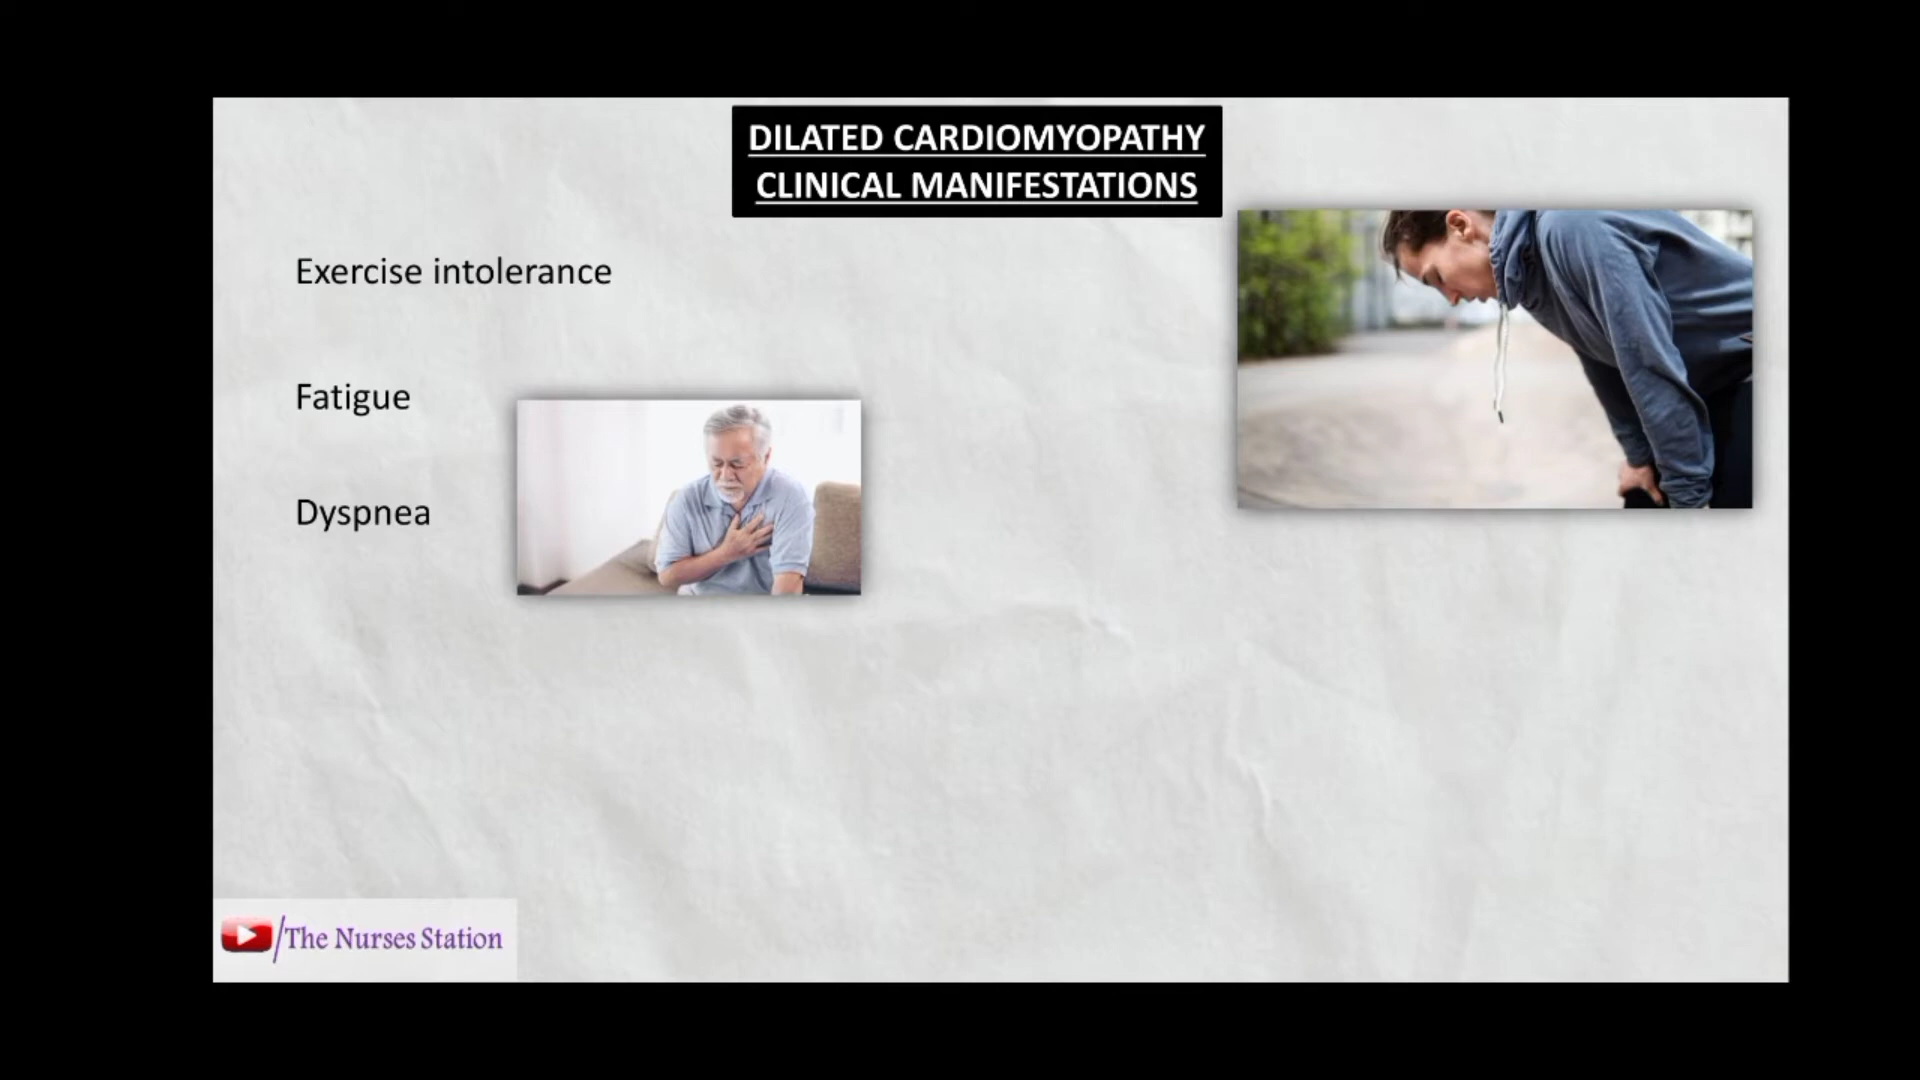 DILATED CARDIOMYOPATHY
CLINICAL MANIFESTATIONS
Exercise intolerance
Fatigue
Dyspnea
/The Nurses Station